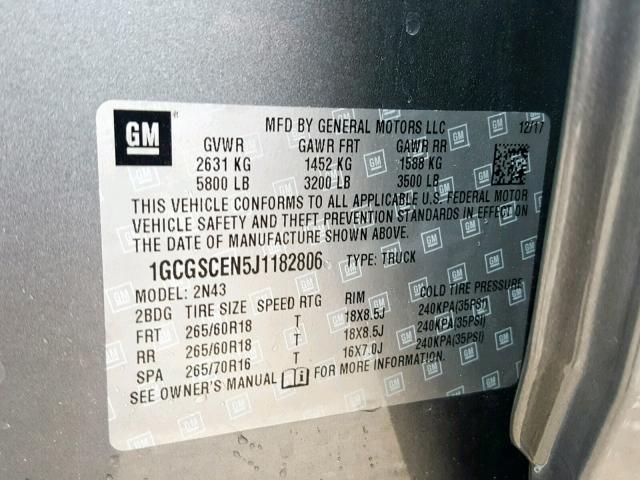 GM
MFD BY GENERAL MOTORS LLC 12/17
GVWR GAWR FRT GAWR RR
2631 KG 1452 KG 1588 KG
5800 LB 3200 LB 3500 LB
THIS VEHICLE CONFORMS TO ALL APPLICABLE U.S. FEDERAL MOTOR
VEHICLE SAFETY AND THEFT PREVENTION STANDARDS IN EFFECT ON
THE DATE OF MANUFACTURE SHOWN ABOVE.
1GCGSCEN5J1182806 TYPE: TRUCK
MODEL: 2N43
2BDG TIRE SIZE SPEED RTG RIM COLD TIRE PRESSURE
FRT 265/60R18 T 18X8.5J 240KPA(35PSI)
RR 265/60R18 T 18X8.5J 240KPA(35PSI)
SPA 265/70R16 T 16X7.0J 240KPA(35PSI)
SEE OWNER'S MANUAL i FOR MORE INFORMATION.